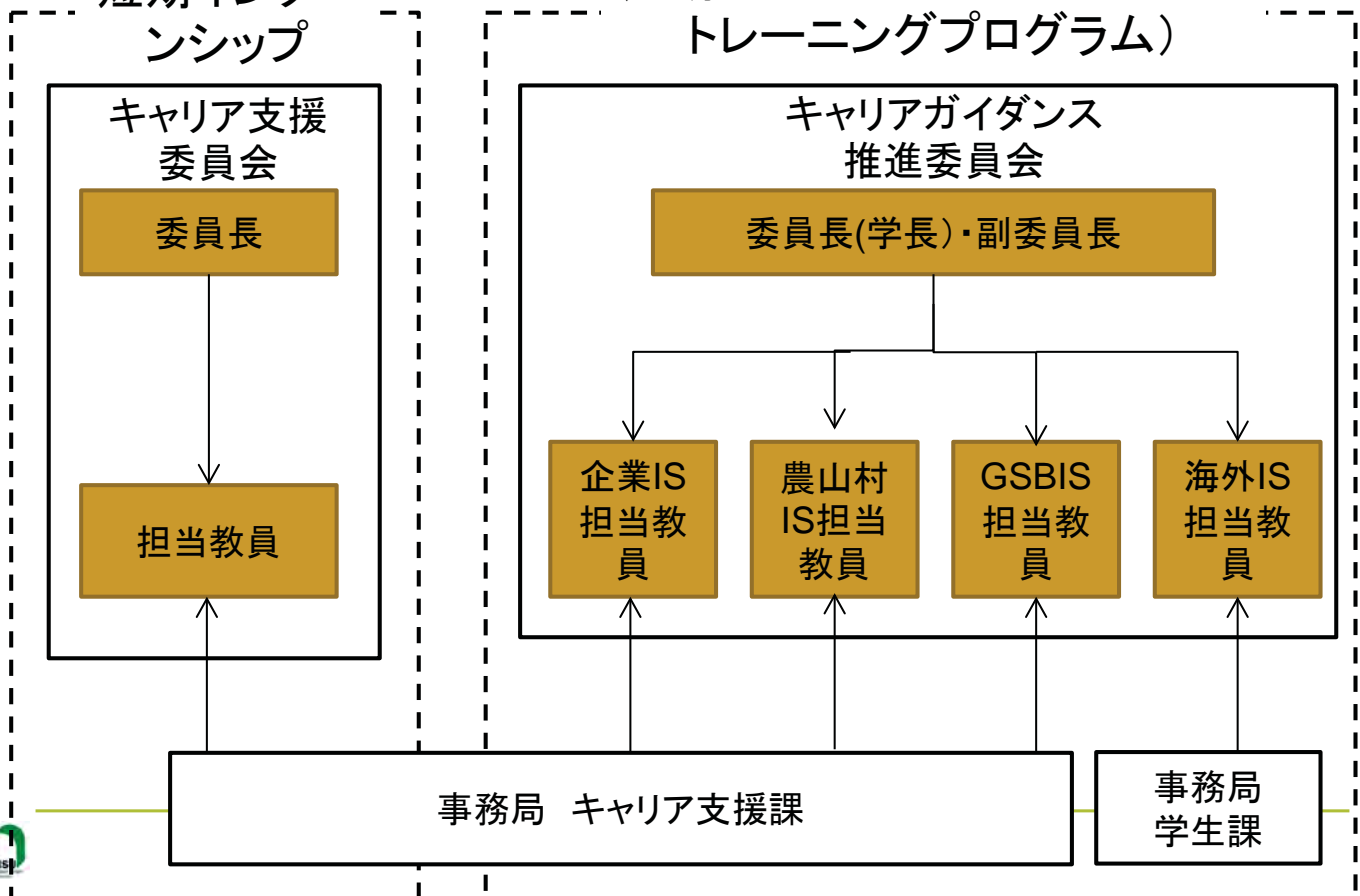 ンシップ
キャリア支援
委員会
委員長
担当教員
トレーニングプログラム)
キャリアガイダンス
推進委員会
委員長(学長)・副委員長
企業IS
担当教
員
農山村
IS担当
教員
GSBIS
担当教
員
海外IS
担当教
員
事務局 キャリア支援課
事務局
学生課